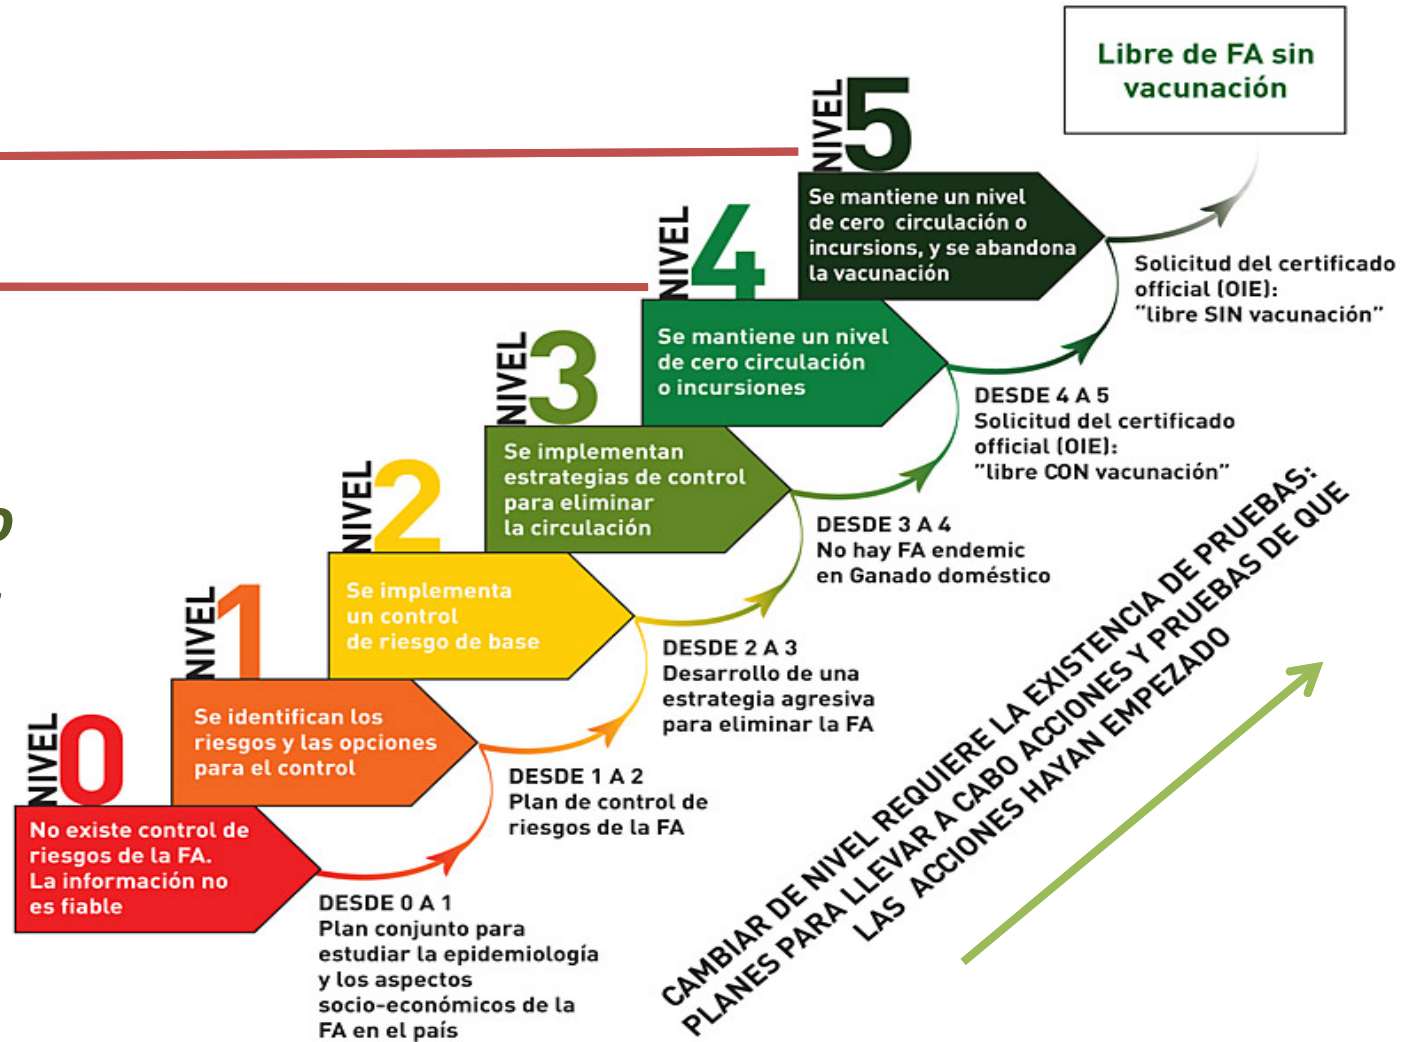 Libre de FA sin
vacunación
NIVEL 5
Se mantiene un nivel
de cero circulación o
incursions, y se abandona
la vacunación
Solicitud del certificado
official (OIE):
“libre SIN vacunación”
NIVEL 4
Se mantiene un nivel
de cero circulación
o incursiones
DESDE 4 A 5
Solicitud del certificado
official (OIE):
”libre CON vacunación”
NIVEL 3
Se implementan
estrategias de control
para eliminar
la circulación
DESDE 3 A 4
No hay FA endemic
en Ganado doméstico
NIVEL 2
Se implementa
un control
de riesgo de base
DESDE 2 A 3
Desarrollo de una
estrategia agresiva
para eliminar la FA
NIVEL 1
Se identifican los
riesgos y las opciones
para el control
DESDE 1 A 2
Plan de control de
riesgos de la FA
NIVEL 0
No existe control de
riesgos de la FA.
La información no
es fiable
DESDE 0 A 1
Plan conjunto para
estudiar la epidemiología
y los aspectos
socio-económicos de la
FA en el país
CAMBIAR DE NIVEL REQUIERE LA EXISTENCIA DE PRUEBAS:
PLANES PARA LLEVAR A CABO ACCIONES Y PRUEBAS DE QUE
LAS ACCIONES HAYAN EMPEZADO